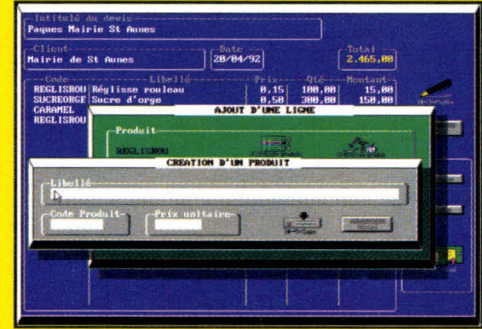 Intitulé du devis
Paques Mairie St Aunes
Client
Date
Total
Mairie de St Aunes
20/04/92
2.465,00
Code Libellé Prix Qté Montant
REGLISROU Réglisse rouleau 0,15 100,00 15,00
SUCREORGE Sucre d'orge 0,50 300,00 150,00
CARAMEL
REGLISROU
AJOUT D'UNE LIGNE
Produit
REGLISROU
CREATION D'UN PRODUIT
Libellé
Code Produit
Prix unitaire